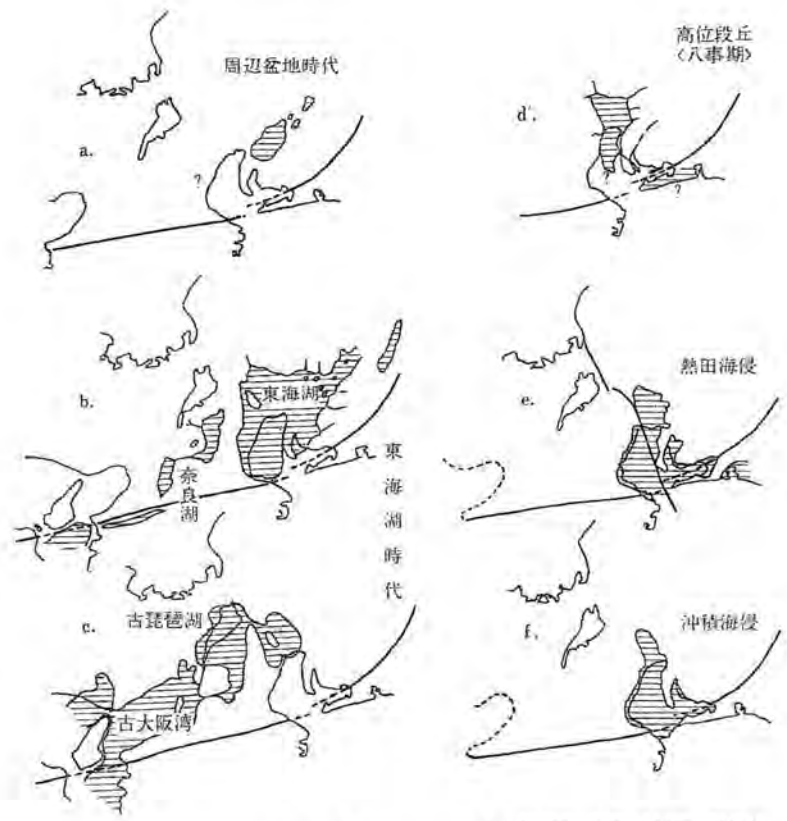 周辺盆地時代
a.
?
高位段丘
〈八事期〉
d.
?
?
b.
東海湖
奈良湖
東海湖時代
熱田海侵
e.
c.
古琵琶湖
古大阪湾
沖積海侵
f.